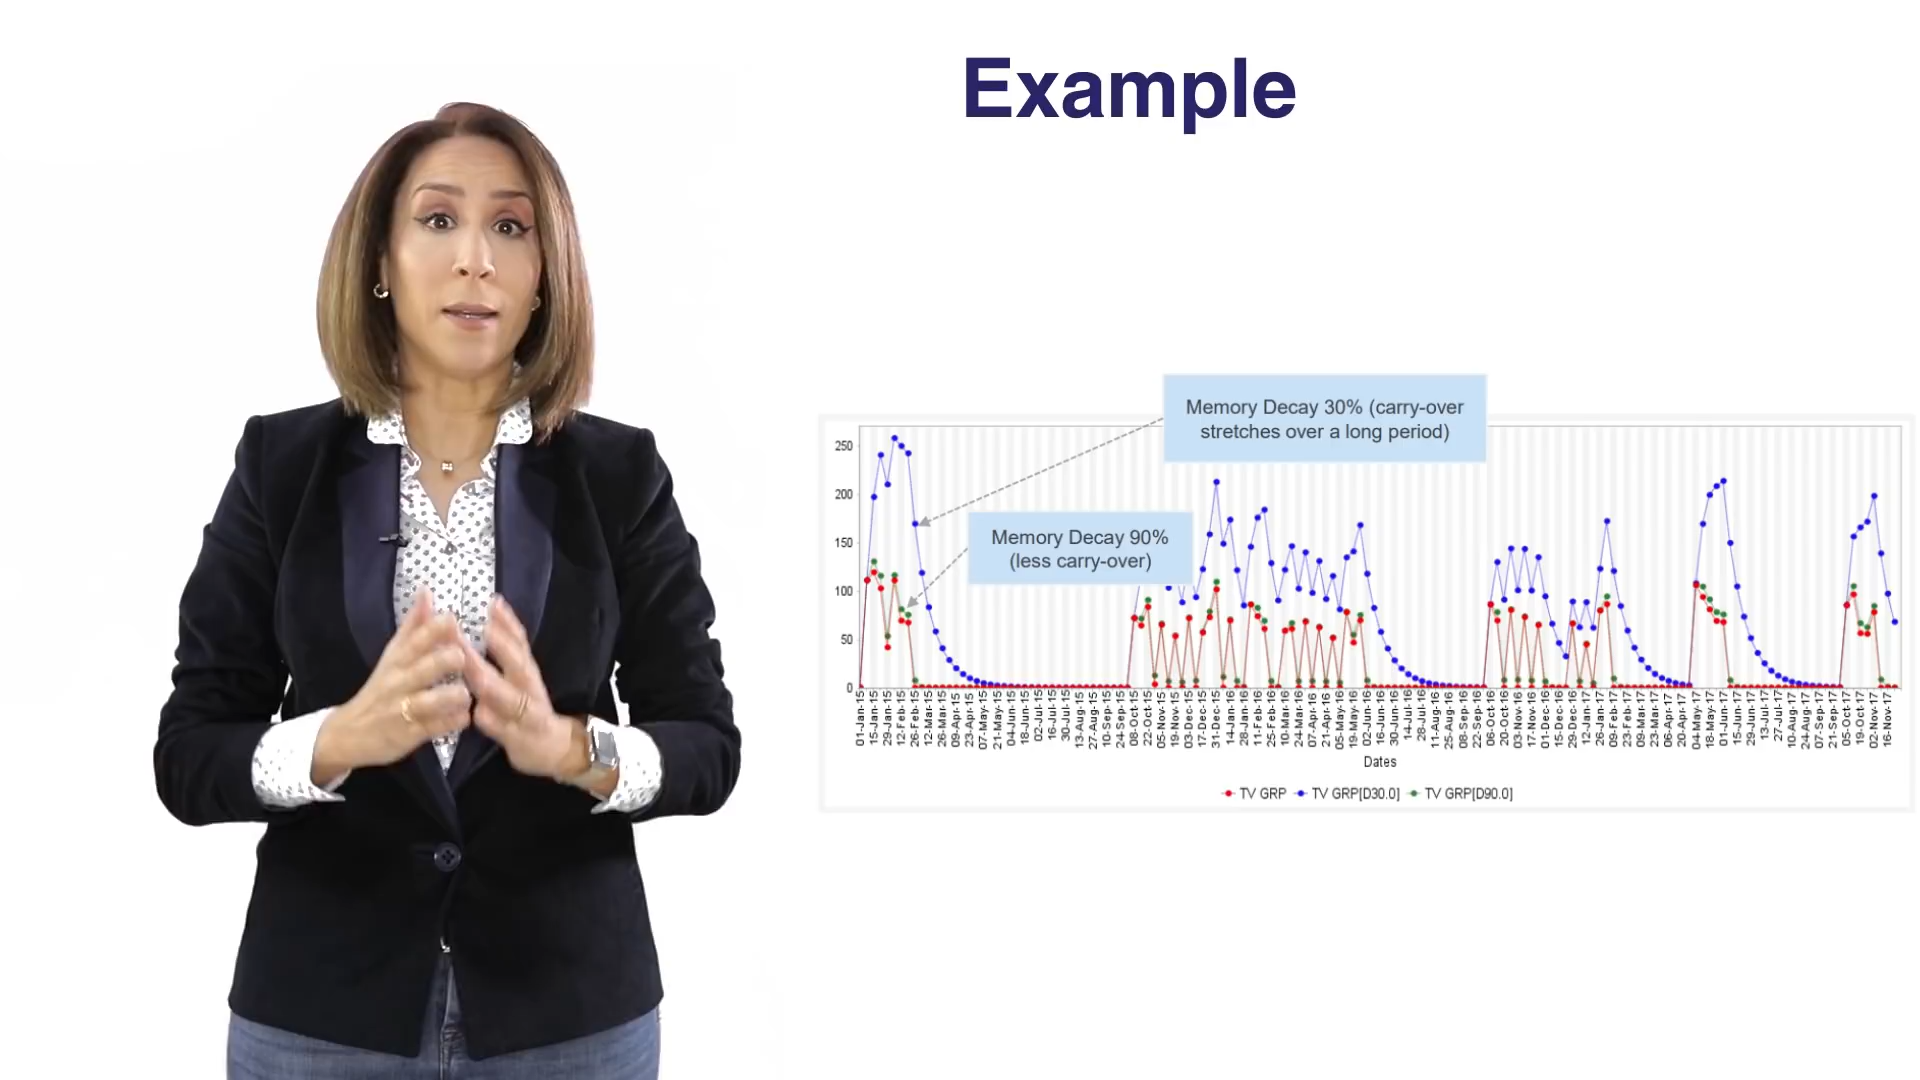 Example
Memory Decay 30% (carry-over
stretches over a long period)
Memory Decay 90%
(less carry-over)
250
200
150
100
50
0
01-Jan-15
15-Jan-15
29-Jan-15
12-Feb-15
26-Feb-15
12-Mar-15
26-Mar-15
09-Apr-15
23-Apr-15
07-May-15
21-May-15
04-Jun-15
18-Jun-15
02-Jul-15
16-Jul-15
30-Jul-15
13-Aug-15
27-Aug-15
10-Sep-15
24-Sep-15
08-Oct-15
22-Oct-15
05-Nov-15
19-Nov-15
03-Dec-15
17-Dec-15
31-Dec-15
14-Jan-16
28-Jan-16
11-Feb-16
25-Feb-16
10-Mar-16
24-Mar-16
07-Apr-16
21-Apr-16
05-May-16
19-May-16
02-Jun-16
16-Jun-16
30-Jun-16
14-Jul-16
28-Jul-16
11-Aug-16
25-Aug-16
08-Sep-16
22-Sep-16
06-Oct-16
20-Oct-16
03-Nov-16
17-Nov-16
01-Dec-16
15-Dec-16
29-Dec-16
12-Jan-17
26-Jan-17
09-Feb-17
23-Feb-17
09-Mar-17
23-Mar-17
06-Apr-17
20-Apr-17
04-May-17
18-May-17
01-Jun-17
15-Jun-17
29-Jun-17
13-Jul-17
27-Jul-17
10-Aug-17
24-Aug-17
07-Sep-17
21-Sep-17
05-Oct-17
19-Oct-17
02-Nov-17
16-Nov-17
Dates
TV GRP TV GRP[D30.0] TV GRP[D90.0]